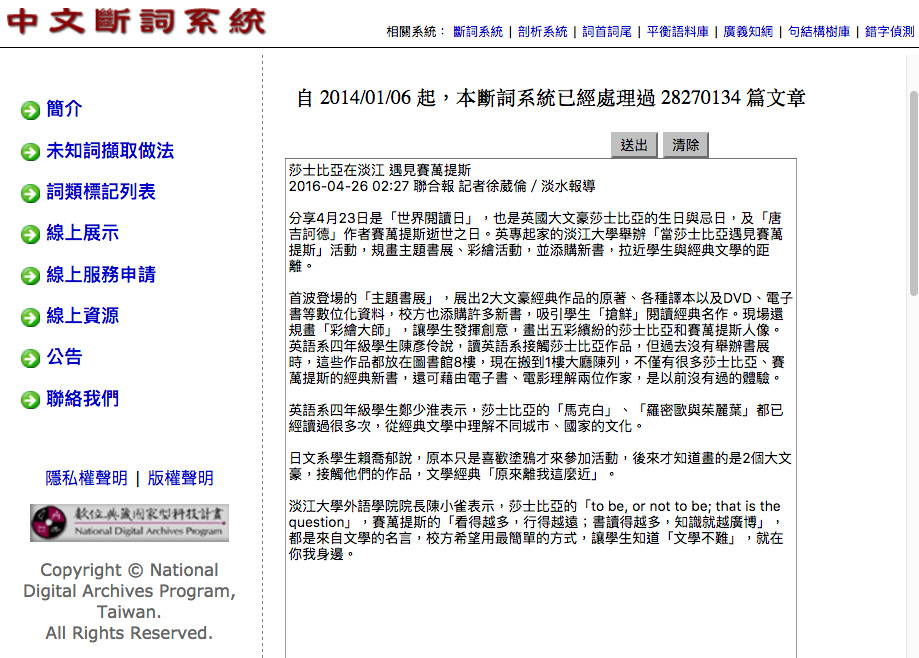 中文斷詞系統
相關系統： 斷詞系統 | 剖析系統 | 詞首詞尾 | 平衡語料庫 | 廣義知網 | 句結構樹庫 | 錯字偵測
簡介
未知詞擷取做法
詞類標記列表
線上展示
線上服務申請
線上資源
公告
聯絡我們
隱私權聲明 | 版權聲明
數位典藏國家型科技計畫
National Digital Archives Program
Copyright © National
Digital Archives Program,
Taiwan.
All Rights Reserved.
自 2014/01/06 起，本斷詞系統已經處理過 28270134 篇文章
送出 清除
莎士比亞在淡江 遇見賽萬提斯
2016-04-26 02:27 聯合報 記者徐葳倫 / 淡水報導
分享4月23日是「世界閱讀日」，也是英國大文豪莎士比亞的生日與忌日，及「唐
吉訶德」作者賽萬提斯逝世之日。英專起家的淡江大學舉辦「當莎士比亞遇見賽萬
提斯」活動，規畫主題書展、彩繪活動，並添購新書，拉近學生與經典文學的距
離。
首波登場的「主題書展」，展出2大文豪經典作品的原著、各種譯本以及DVD、電子
書等數位化資料，校方也添購許多新書，吸引學生「搶鮮」閱讀經典名作。現場還
規畫「彩繪大師」，讓學生發揮創意，畫出五彩繽紛的莎士比亞和賽萬提斯人像。
英語系四年級學生陳彥伶說，讀英語系接觸莎士比亞作品，但過去沒有舉辦書展
時，這些作品都放在圖書館8樓，現在搬到1樓大廳陳列，不僅有很多莎士比亞、賽
萬提斯的經典新書，還可藉由電子書、電影理解兩位作家，是以前沒有過的體驗。
英語系四年級學生鄭少淮表示，莎士比亞的「馬克白」、「羅密歐與茱麗葉」都已
經讀過很多次，從經典文學中理解不同城市、國家的文化。
日文系學生賴喬郁說，原本只是喜歡塗鴉才來參加活動，後來才知道畫的是2個大文
豪，接觸他們的作品，文學經典「原來離我這麼近」。
淡江大學外語學院院長陳小雀表示，莎士比亞的「to be, or not to be; that is the
question」，賽萬提斯的「看得越多，行得越遠；書讀得越多，知識就越廣博」，
都是來自文學的名言，校方希望用最簡單的方式，讓學生知道「文學不難」，就在
你我身邊。